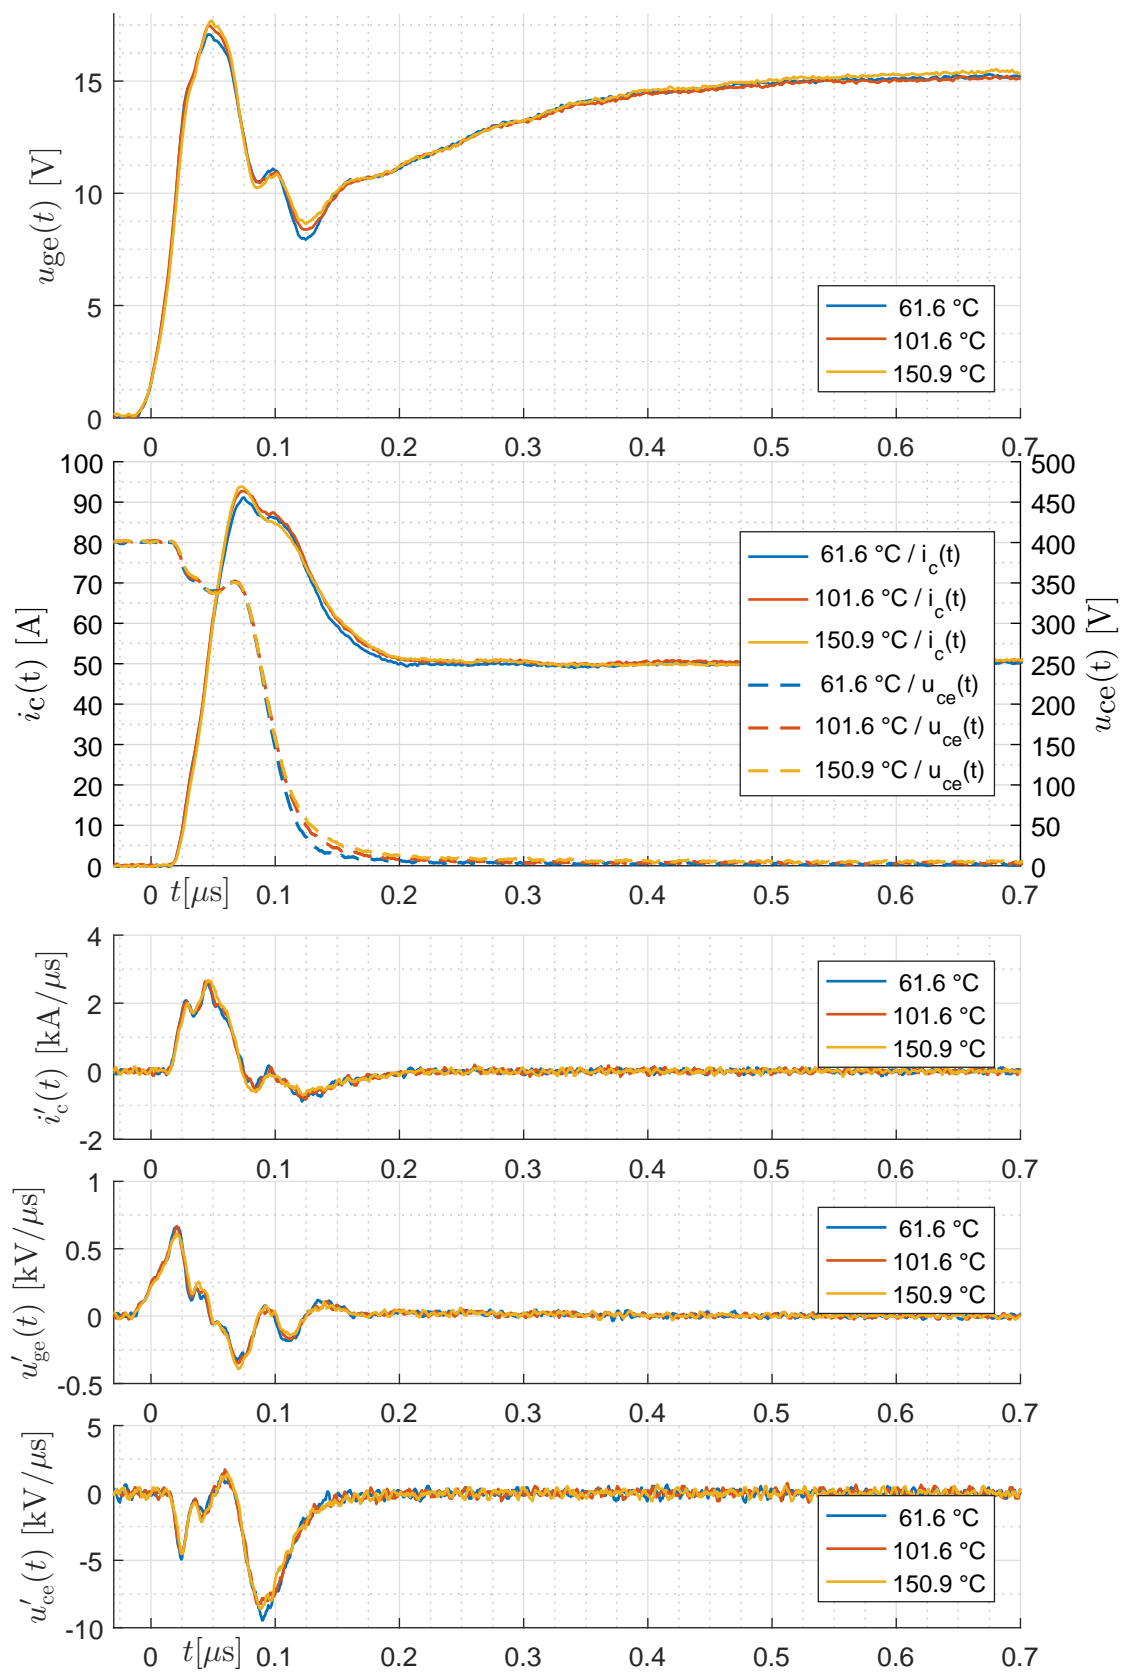 u_ge(t) [V]
15
10
5
0
61.6 °C
101.6 °C
150.9 °C
0 0.1 0.2 0.3 0.4 0.5 0.6 0.7
i_c(t) [A]
100
90
80
70
60
50
40
30
20
10
0
61.6 °C / i_c(t)
101.6 °C / i_c(t)
150.9 °C / i_c(t)
61.6 °C / u_ce(t)
101.6 °C / u_ce(t)
150.9 °C / u_ce(t)
500
450
400
350
300
250
200
150
100
50
0
u_ce(t) [V]
0 t[μs] 0.1 0.2 0.3 0.4 0.5 0.6 0.7
i'_c(t) [kA/μs]
4
2
0
-2
61.6 °C
101.6 °C
150.9 °C
0 0.1 0.2 0.3 0.4 0.5 0.6 0.7
u'_ge(t) [kV/μs]
1
0.5
0
-0.5
61.6 °C
101.6 °C
150.9 °C
0 0.1 0.2 0.3 0.4 0.5 0.6 0.7
u'_ce(t) [kV/μs]
5
0
-5
-10
61.6 °C
101.6 °C
150.9 °C
0 t[μs] 0.1 0.2 0.3 0.4 0.5 0.6 0.7